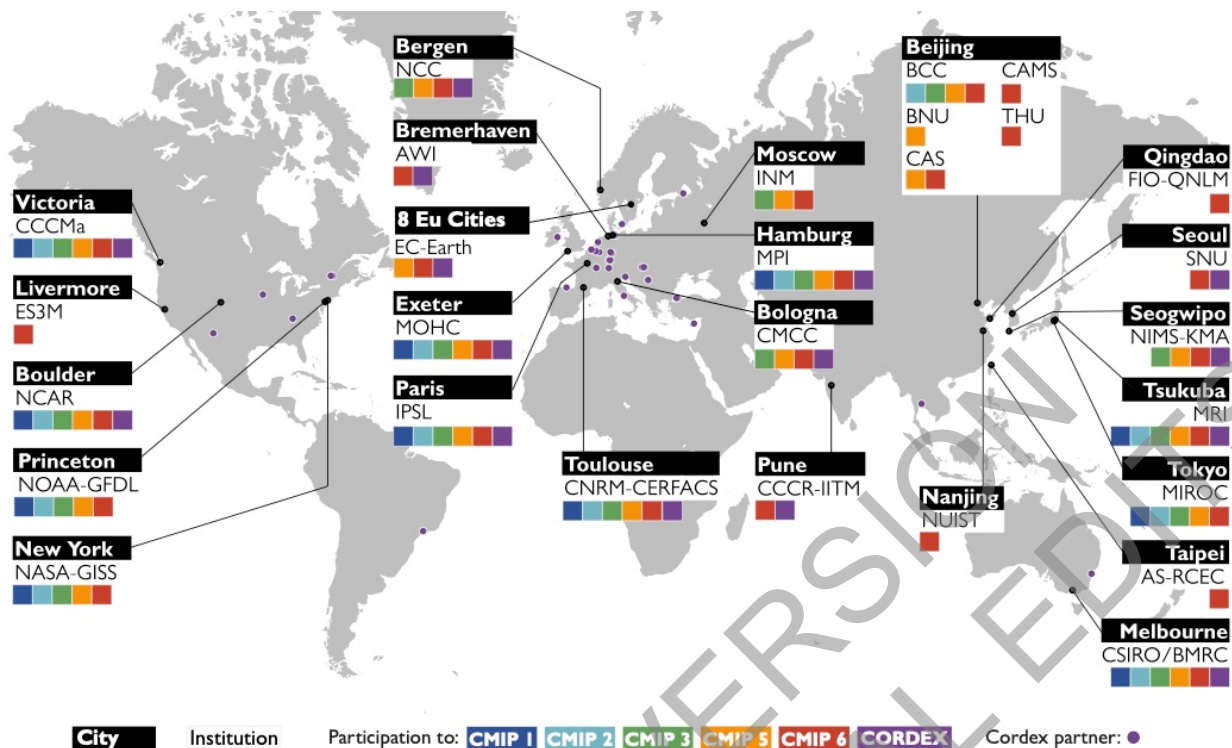 Bergen
NCC
Bremerhaven
AWI
8 Eu Cities
EC-Earth
Exeter
MOHC
Paris
IPSL
Victoria
CCCMa
Livermore
ES3M
Boulder
NCAR
Princeton
NOAA-GFDL
New York
NASA-GISS
Toulouse
CNRM-CERFACS
Moscow
INM
Hamburg
MPI
Bologna
CMCC
Pune
CCCR-IITM
Beijing
BCC CAMS
BNU THU
CAS
Nanjing
NUIST
Qingdao
FIO-QNLM
Seoul
SNU
Seogwipo
NIMS-KMA
Tsukuba
MRI
Tokyo
MIROC
Taipei
AS-RCEC
Melbourne
CSIRO/BMRC
City Institution Participation to: CMIP 1 CMIP 2 CMIP 3 CMIP 5 CMIP 6 CORDEX Cordex partner: